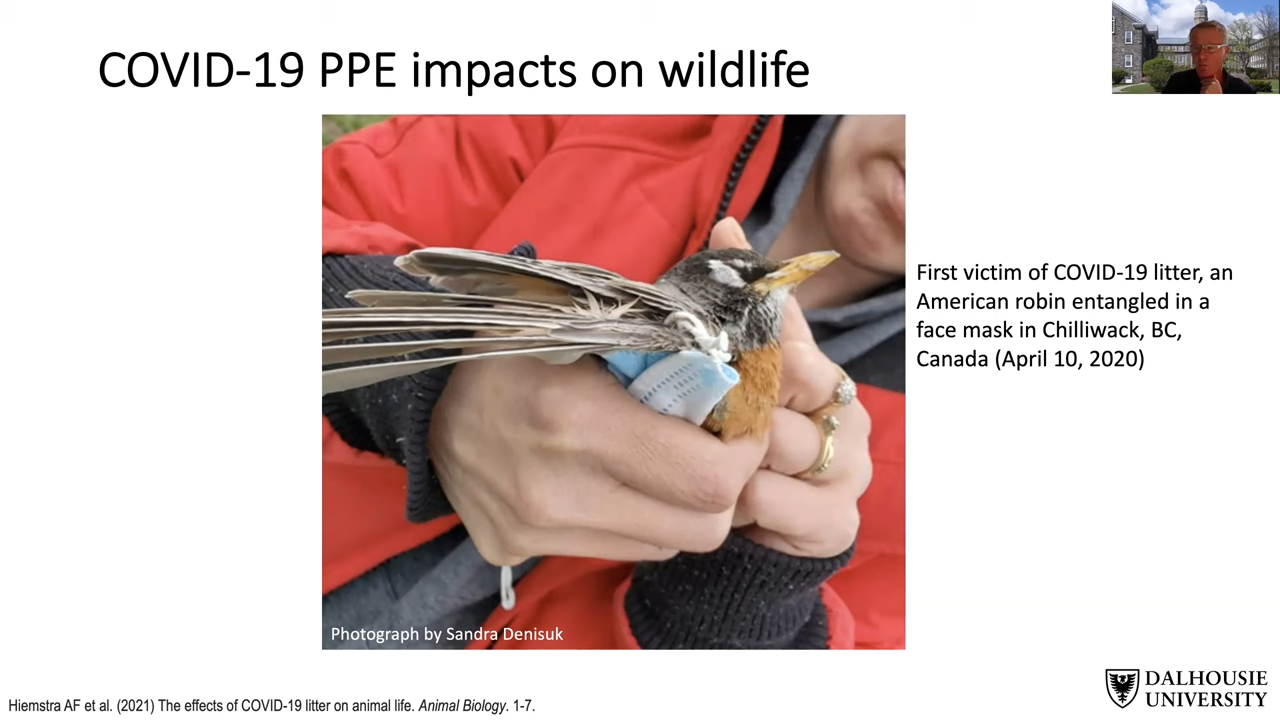 COVID-19 PPE impacts on wildlife
First victim of COVID-19 litter, an
American robin entangled in a
face mask in Chilliwack, BC,
Canada (April 10, 2020)
Photograph by Sandra Denisuk
DALHOUSIE
UNIVERSITY
Hiemstra AF et al. (2021) The effects of COVID-19 litter on animal life. Animal Biology. 1-7.